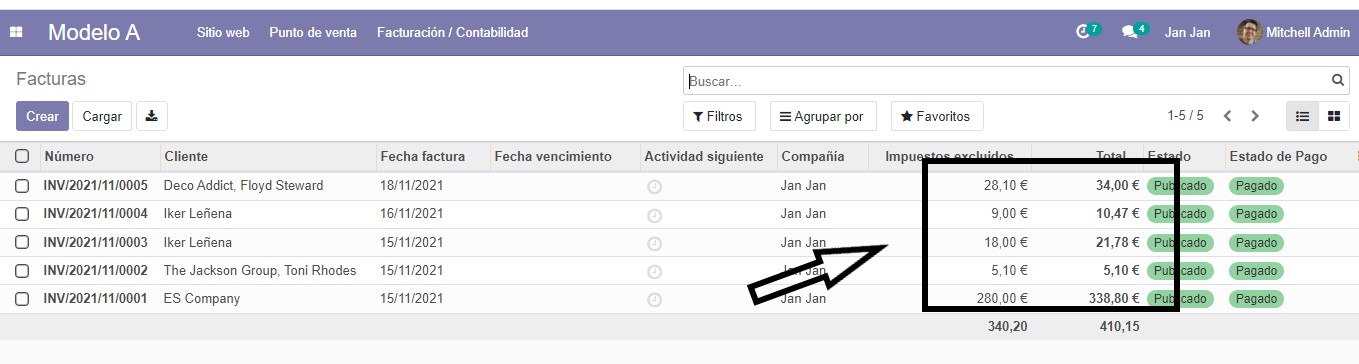 Modelo A Sitio web Punto de venta Facturación / Contabilidad 7 4 Jan Jan Mitchell Admin
Facturas Buscar...
Crear Cargar Filtros Agrupar por Favoritos 1-5 / 5
Número Cliente Fecha factura Fecha vencimiento Actividad siguiente Compañía Impuestos excluidos Total Estado Estado de Pago
INV/2021/11/0005 Deco Addict, Floyd Steward 18/11/2021 Jan Jan 28,10 € 34,00 € Publicado Pagado
INV/2021/11/0004 Iker Leñena 16/11/2021 Jan Jan 9,00 € 10,47 € Publicado Pagado
INV/2021/11/0003 Iker Leñena 15/11/2021 Jan Jan 18,00 € 21,78 € Publicado Pagado
INV/2021/11/0002 The Jackson Group, Toni Rhodes 15/11/2021 Jan Jan 5,10 € 5,10 € Publicado Pagado
INV/2021/11/0001 ES Company 15/11/2021 Jan Jan 280,00 € 338,80 € Publicado Pagado
340,20 410,15